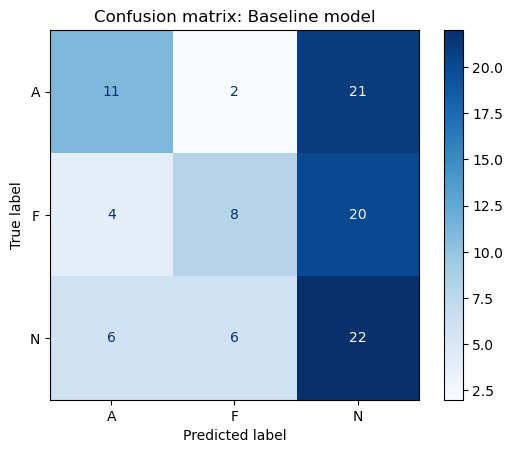 Confusion matrix: Baseline model
True label
A
11 2 21
F
4 8 20
N
6 6 22
A F N
Predicted label
20.0
17.5
15.0
12.5
10.0
7.5
5.0
2.5